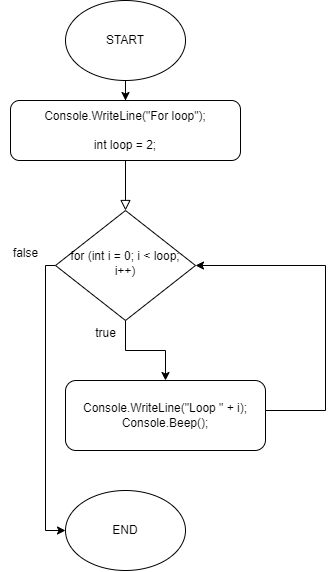 START
Console.WriteLine("For loop");
int loop = 2;
false
for (int i = 0; i < loop;
i++)
true
Console.WriteLine("Loop " + i);
Console.Beep();
END